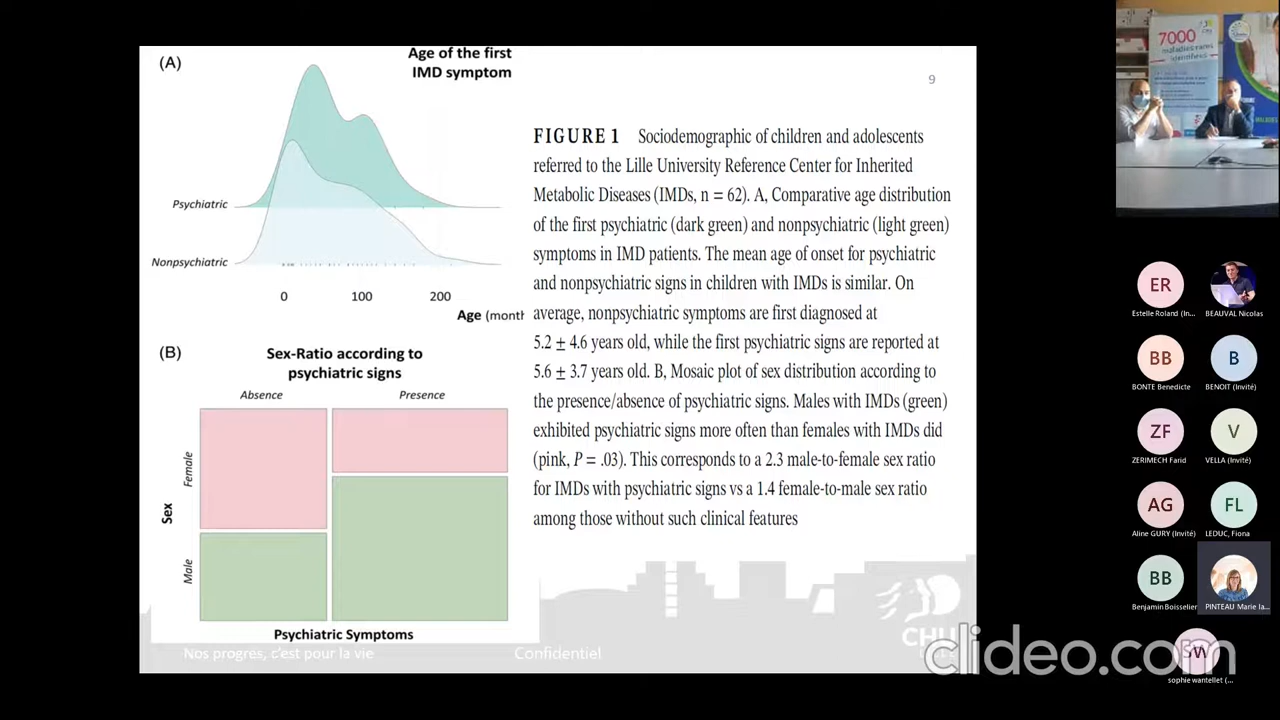 (A)
Age of the first
IMD symptom
Psychiatric
Nonpsychiatric
0 100 200
Age (month
(B)
Sex-Ratio according to
psychiatric signs
Absence Presence
Female
Sex
Male
Psychiatric Symptoms
9
FIGURE 1 Sociodemographic of children and adolescents
referred to the Lille University Reference Center for Inherited
Metabolic Diseases (IMDs, n = 62). A, Comparative age distribution
of the first psychiatric (dark green) and nonpsychiatric (light green)
symptoms in IMD patients. The mean age of onset for psychiatric
and nonpsychiatric signs in children with IMDs is similar. On
average, nonpsychiatric symptoms are first diagnosed at
5.2 ± 4.6 years old, while the first psychiatric signs are reported at
5.6 ± 3.7 years old. B, Mosaic plot of sex distribution according to
the presence/absence of psychiatric signs. Males with IMDs (green)
exhibited psychiatric signs more often than females with IMDs did
(pink, P = .03). This corresponds to a 2.3 male-to-female sex ratio
for IMDs with psychiatric signs vs a 1.4 female-to-male sex ratio
among those without such clinical features
Nos progrès, c'est pour la vie
Confidentiel
CHU
clideo.com
7000
ER
Estelle Roland (In...
BEAUVAL Nicolas
BB
BONTE Benedicte
B
BENOIT (Invité)
ZF
ZERIMECH Farid
V
VELLA (Invité)
AG
Aline GURY (Invité)
FL
LEDUC, Fiona
BB
Benjamin Boisselier
PINTEAU Marie la...
SW
sophie wantellet (...